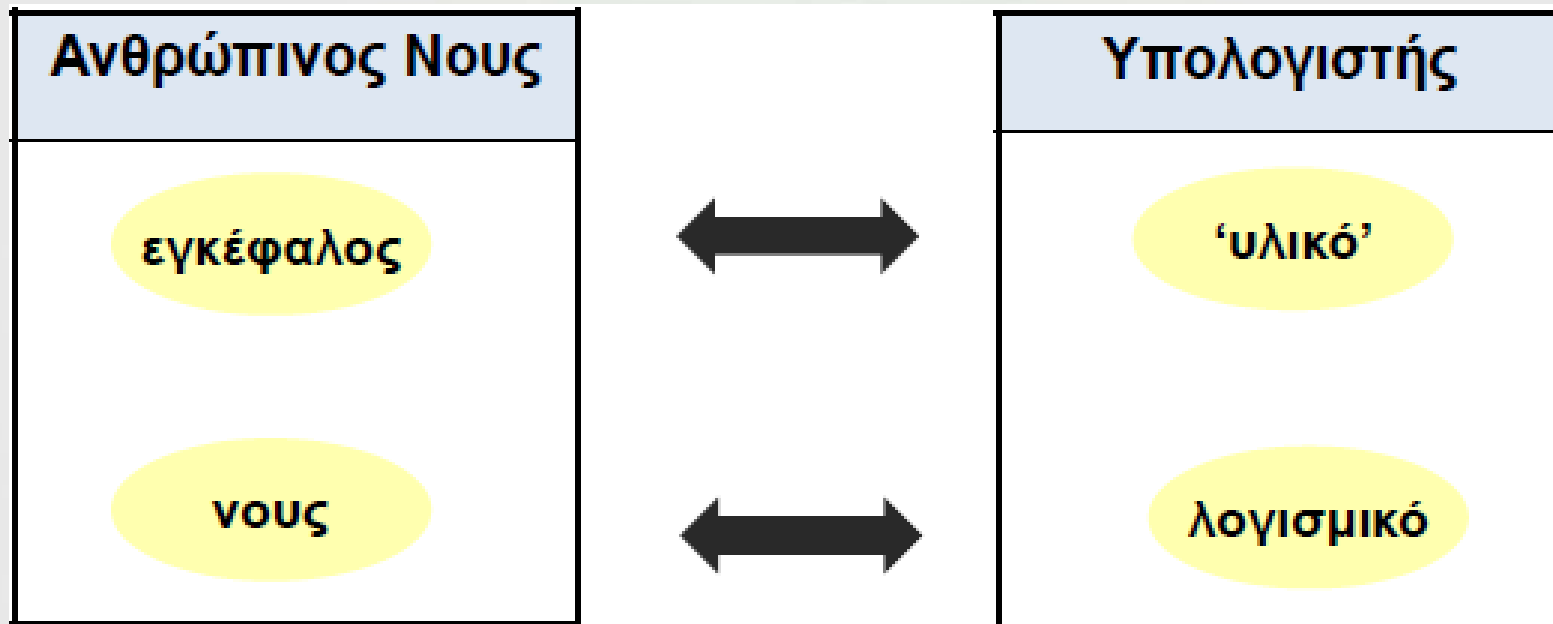 Ανθρώπινος Νους
Υπολογιστής
εγκέφαλος
‘υλικό’
νους
λογισμικό